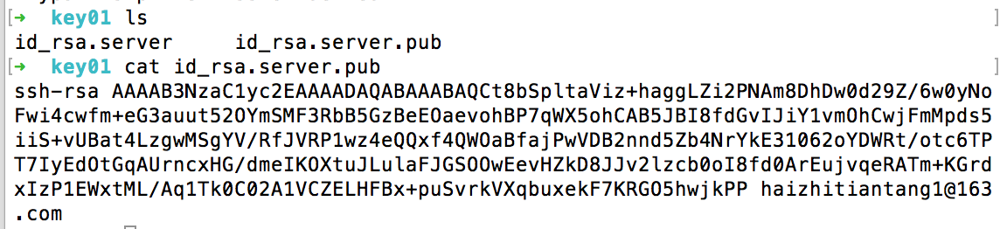 [➜  key01 ls                                                                    ]
id_rsa.server     id_rsa.server.pub
[➜  key01 cat id_rsa.server.pub                                                 ]
ssh-rsa AAAAB3NzaC1yc2EAAAADAQABAAABAQCt8bSpltaViz+haggLZi2PNAm8DhDw0d29Z/6w0yNo
Fwi4cwfm+eG3auut52OYmSMF3RbB5GzBeEOaevohBP7qWX5ohCAB5JBI8fdGvIJiY1vmOhCwjFmMpds5
iiS+vUBat4LzgwMSgYV/RfJVRP1wz4eQQxf4QWOaBfajPwVDB2nnd5Zb4NrYkE31062oYDWRt/otc6TP
T7IyEdOtGqAUrncxHG/dmeIKOXtuJLulaFJGSOOwEevHZkD8JJv2lzcb0oI8fd0ArEujvqeRATm+KGrd
xIzP1EWxtML/Aq1Tk0C02A1VCZELHFBx+puSvrkVXqbuxekF7KRGO5hwjkPP haizhitiantang1@163
.com